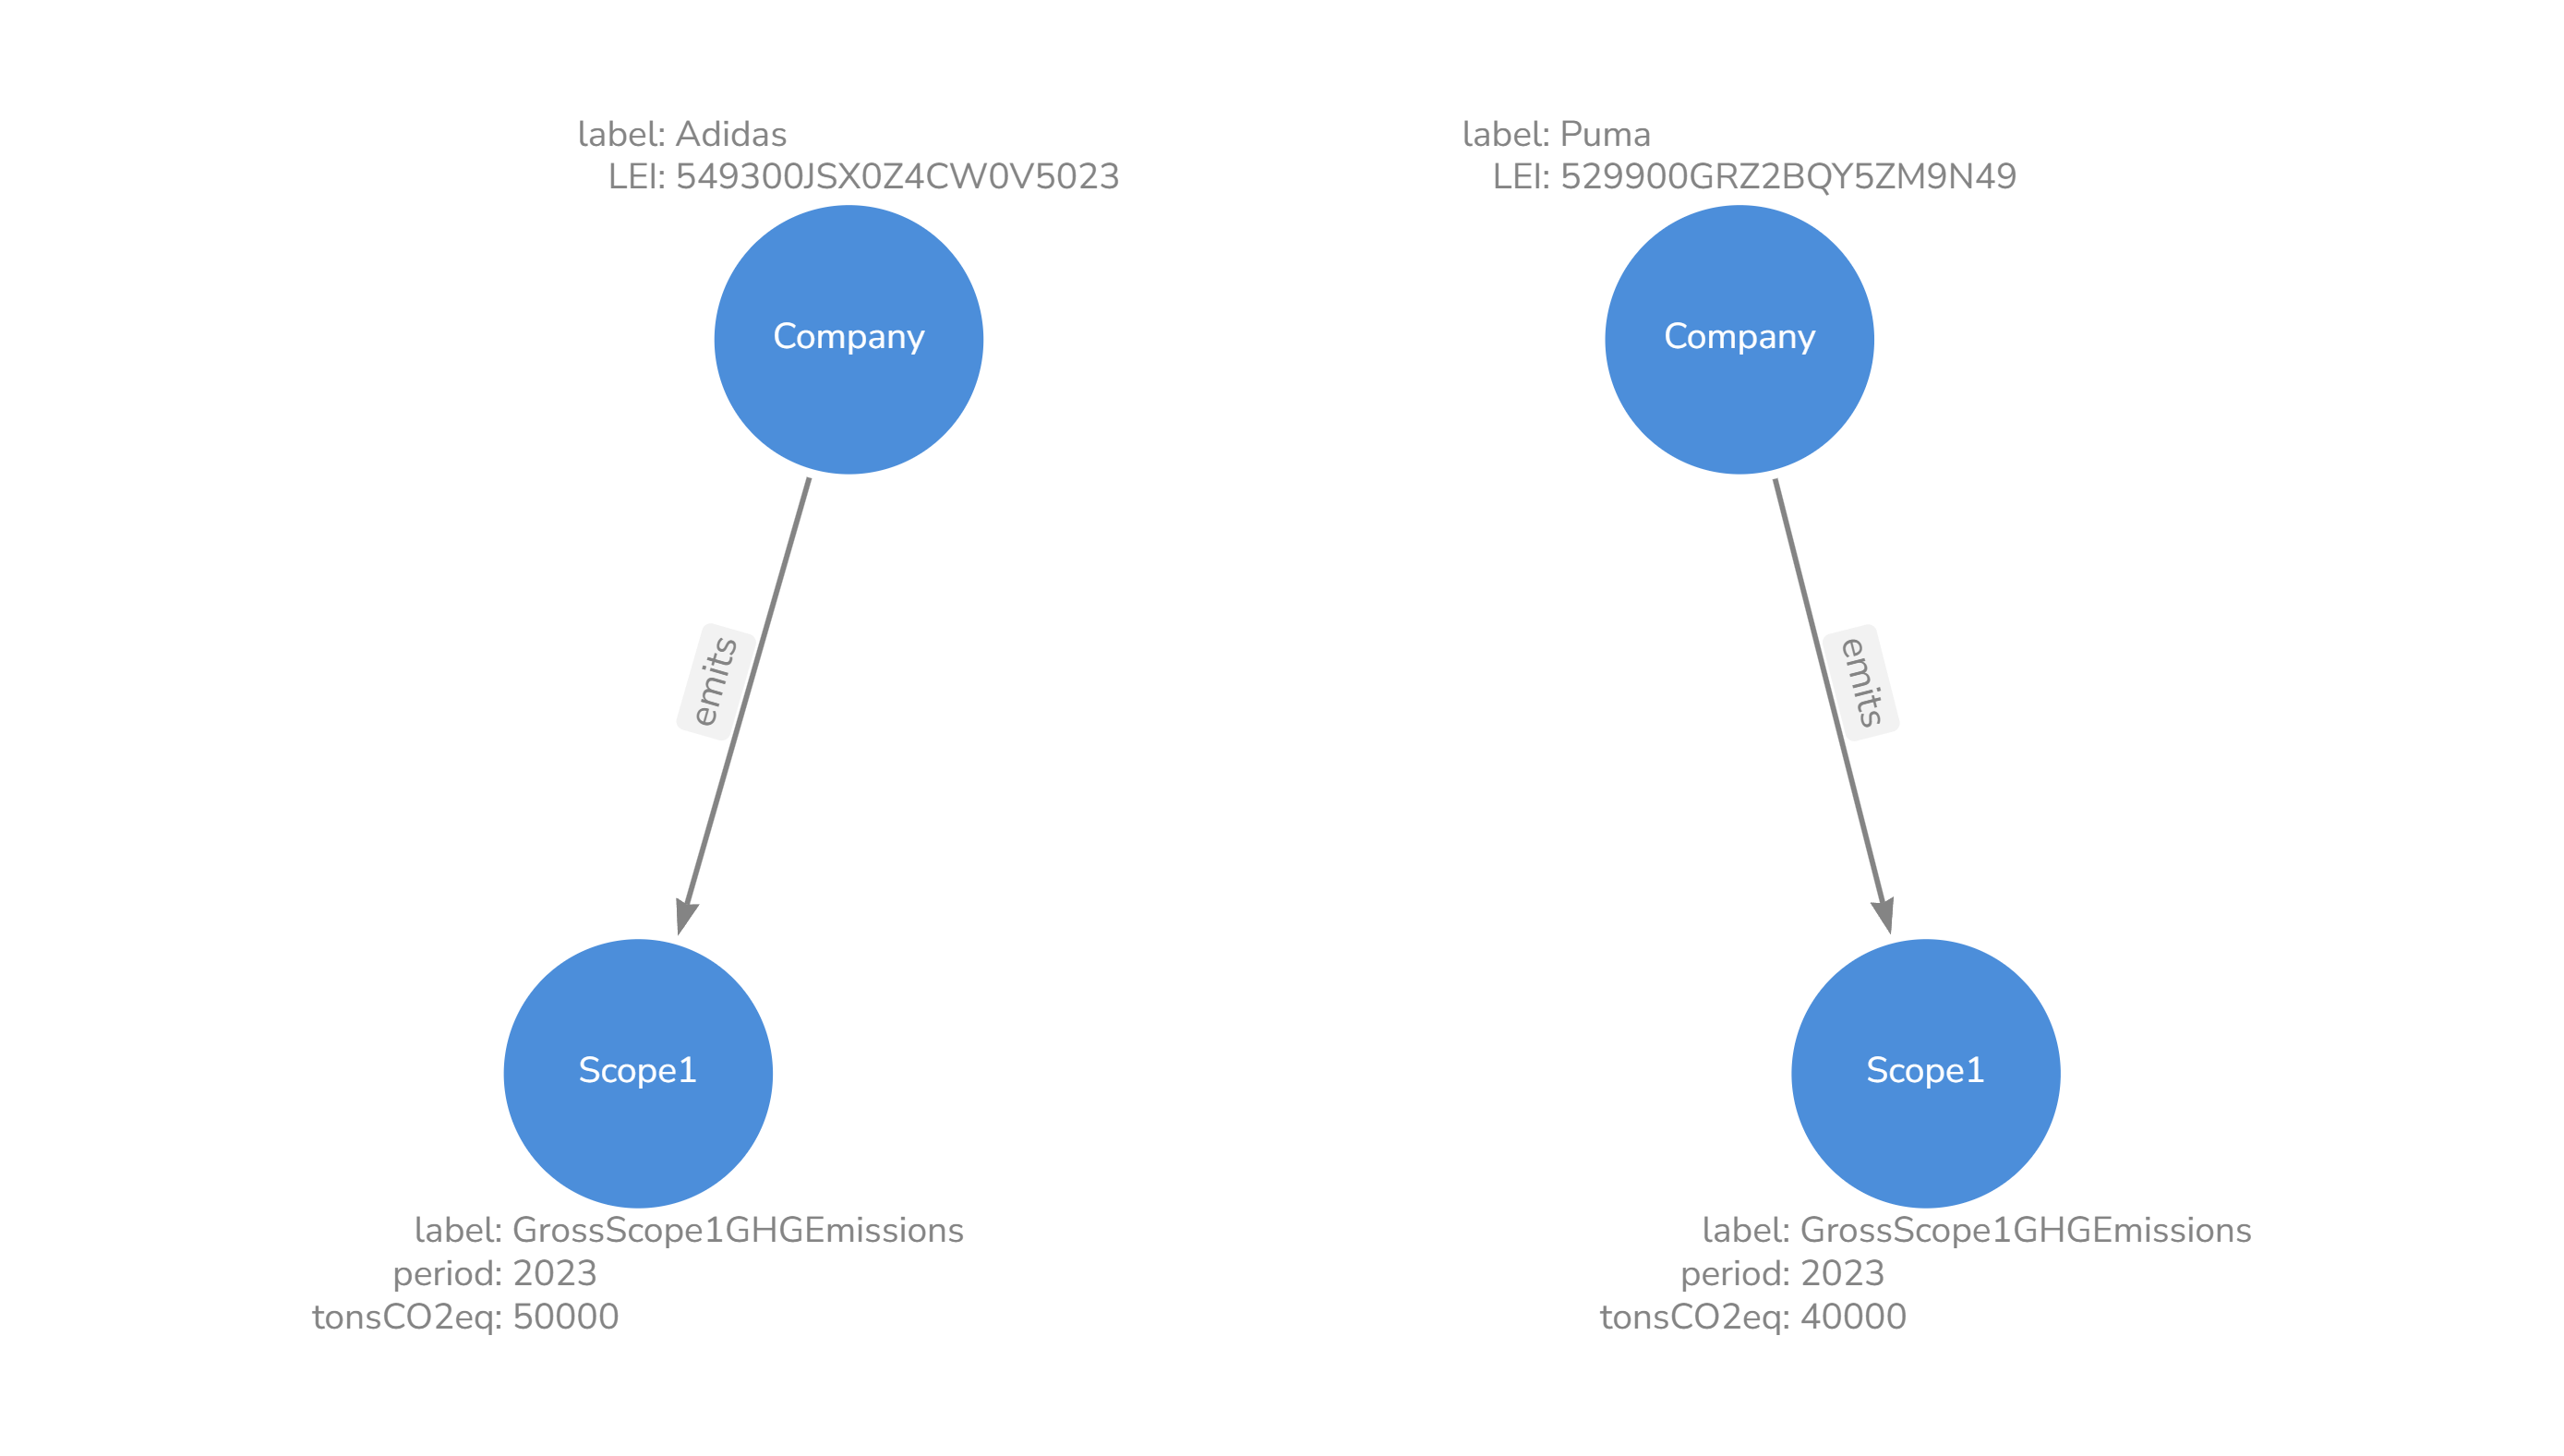 label: Adidas
LEI: 549300JSX0Z4CW0V5023
Company
emits
Scope1
label: GrossScope1GHGEmissions
period: 2023
tonsCO2eq: 50000
label: Puma
LEI: 529900GRZ2BQY5ZM9N49
Company
emits
Scope1
label: GrossScope1GHGEmissions
period: 2023
tonsCO2eq: 40000